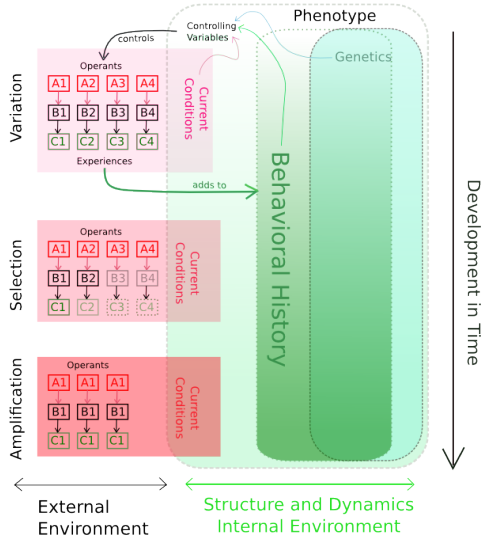 Phenotype
Controlling
Variables
controls
Genetics
Variation
Operants
A1 A2 A3 A4
B1 B2 B3 B4
C1 C2 C3 C4
Experiences
Current
Conditions
adds to
Behavioral History
Development in Time
Selection
Operants
A1 A2 A3 A4
B1 B2 B3 B4
C1 C2 C3 C4
Current
Conditions
Amplification
Operants
A1 A1 A1
B1 B1 B1
C1 C1 C1
Current
Conditions
External
Environment
Structure and Dynamics
Internal Environment